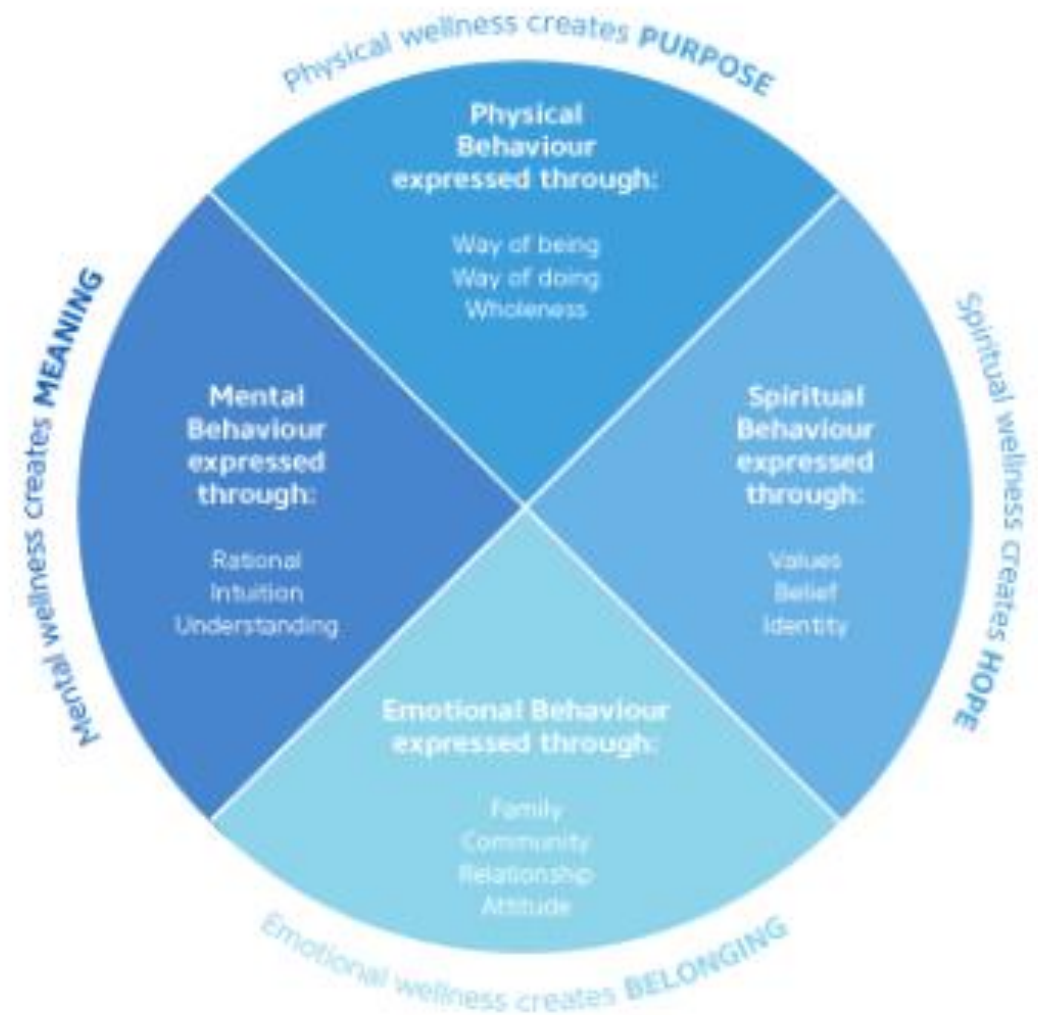 Physical wellness creates PURPOSE
Physical
Behaviour
expressed through:
Way of being
Way of doing
Wholeness
Mental wellness creates MEANING
Mental
Behaviour
expressed
through:
Rational
Intuition
Understanding
Spiritual
Behaviour
expressed
through:
Values
Belief
Identity
Spiritual wellness creates HOPE
Emotional Behaviour
expressed through:
Family
Community
Relationship
Attitude
Emotional wellness creates BELONGING